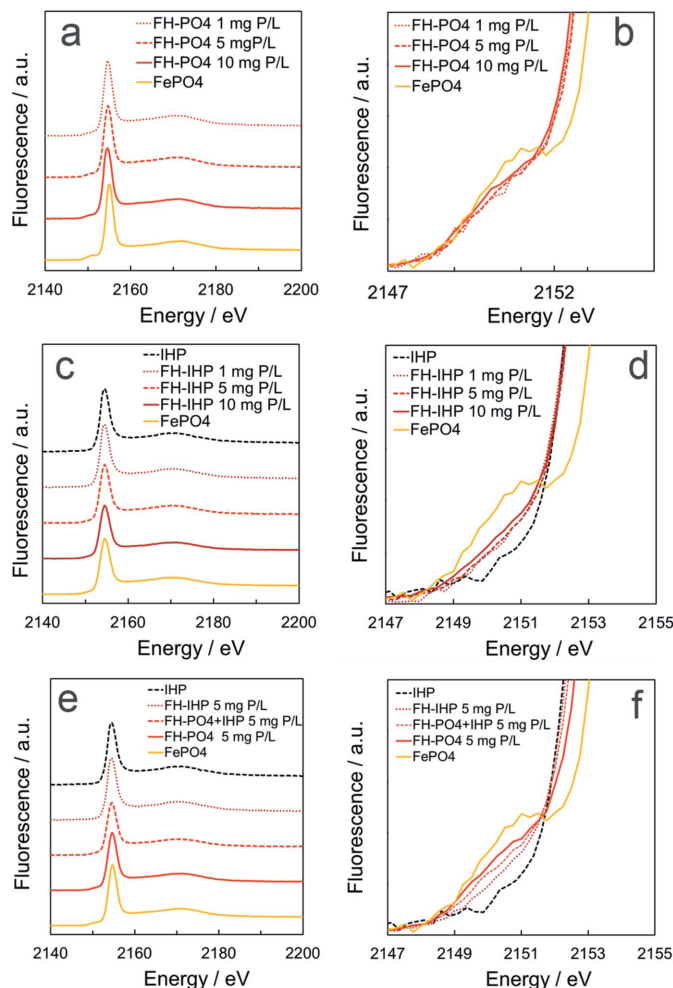 a
FH-PO4 1 mg P/L
FH-PO4 5 mgP/L
FH-PO4 10 mg P/L
FePO4
Fluorescence / a.u.
2140 2160 2180 2200
Energy / eV
b
FH-PO4 1 mg P/L
FH-PO4 5 mg P/L
FH-PO4 10 mg P/L
FePO4
Fluorescence / a.u.
2147 2152
Energy / eV
c
IHP
FH-IHP 1 mg P/L
FH-IHP 5 mg P/L
FH-IHP 10 mg P/L
FePO4
Fluorescence / a.u.
2140 2160 2180 2200
Energy / eV
d
IHP
FH-IHP 1 mg P/L
FH-IHP 5 mg P/L
FH-IHP 10 mg P/L
FePO4
Fluorescence / a.u.
2147 2149 2151 2153 2155
Energy / eV
e
IHP
FH-IHP 5 mg P/L
FH-PO4+IHP 5 mg P/L
FH-PO4 5 mg P/L
FePO4
Fluorescence / a.u.
2140 2160 2180 2200
Energy / eV
f
IHP
FH-IHP 5 mg P/L
FH-PO4+IHP 5 mg P/L
FH-PO4 5 mg P/L
FePO4
Fluorescence / a.u.
2147 2149 2151 2153 2155
Energy / eV